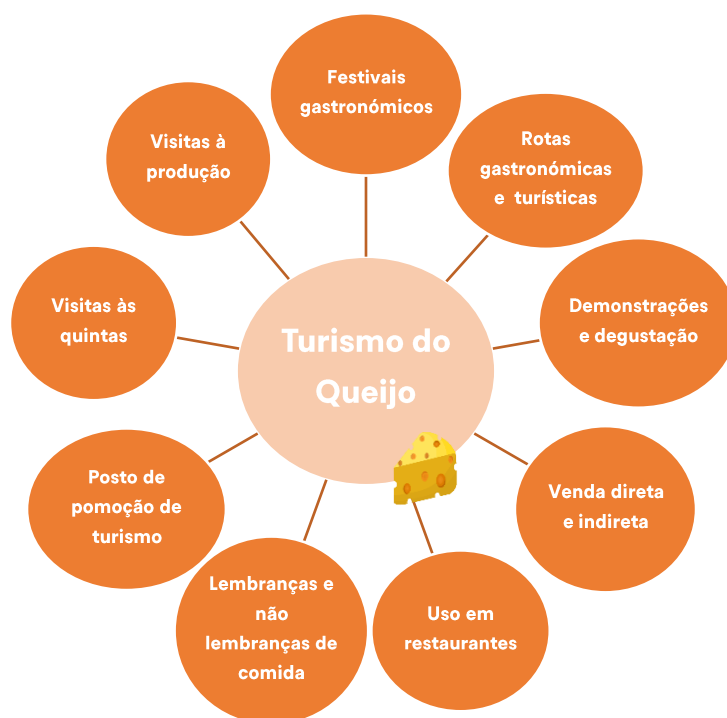 Festivais
gastronómicos
Rotas
gastronómicas
e turísticas
Demonstrações
e degustação
Venda direta
e indireta
Uso em
restaurantes
Lembranças e
não
lembranças de
comida
Posto de
pomoção de
turismo
Visitas às
quintas
Visitas à
produção
Turismo do
Queijo